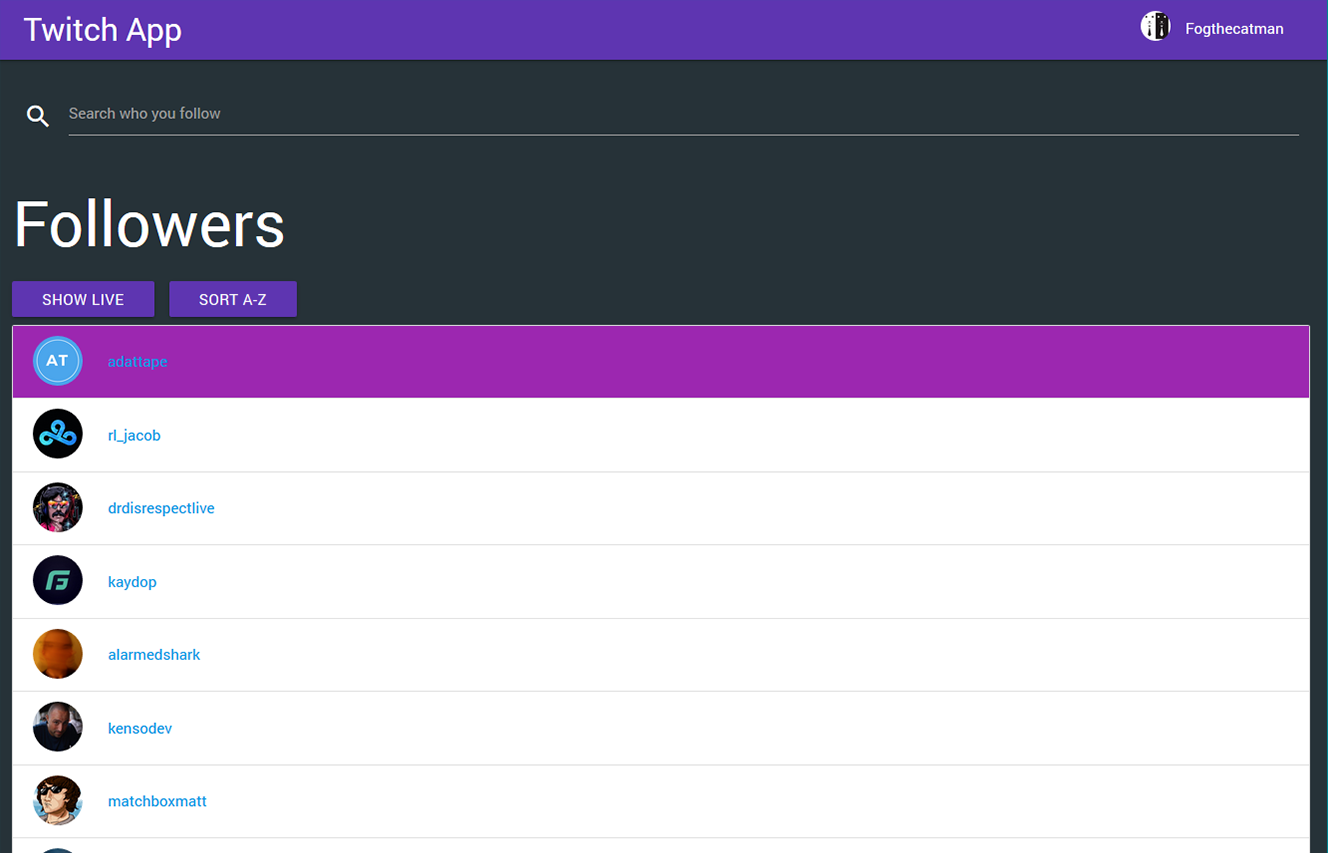 Twitch App
Fogthecatman
Search who you follow
Followers
SHOW LIVE
SORT A-Z
AT
adattape
rl_jacob
drdisrespectlive
kaydop
alarmedshark
kensodev
matchboxmatt